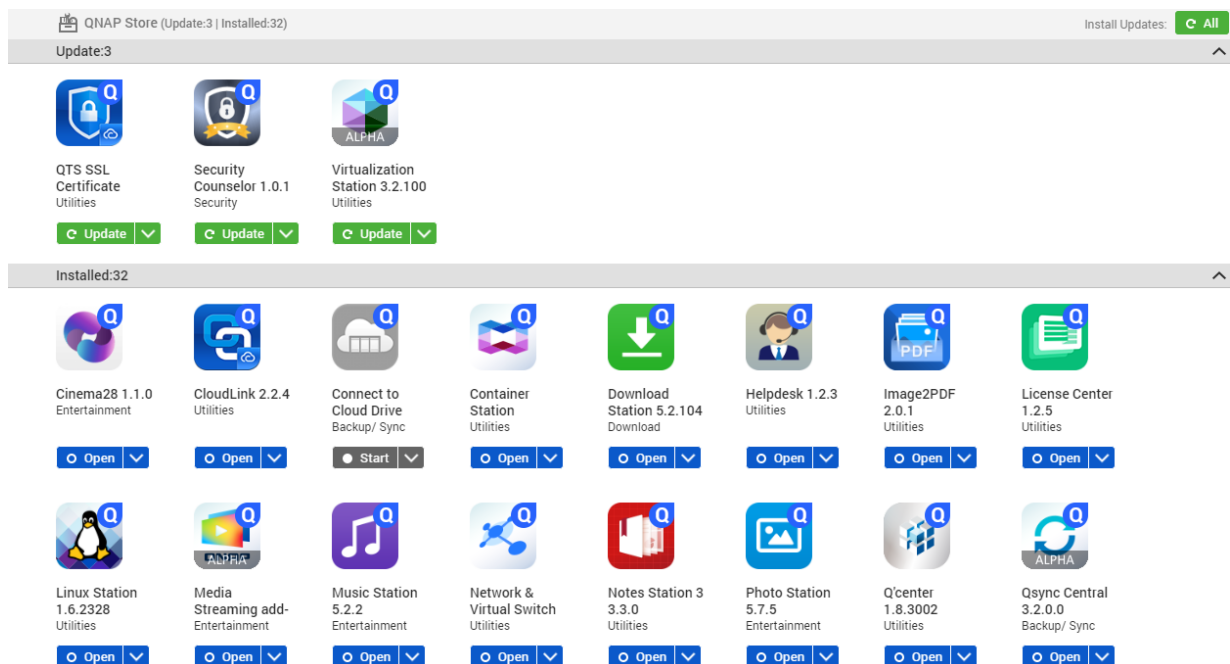 QNAP Store (Update:3 | Installed:32)
Install Updates:
All
Update:3
Q
Q
Q
ALPHA
QTS SSL
Certificate
Utilities
Security
Counselor 1.0.1
Security
Virtualization
Station 3.2.100
Utilities
Update
Update
Update
Installed:32
Q
Q
Q
Q
Q
Q
Q
PDF
Q
Cinema28 1.1.0
Entertainment
CloudLink 2.2.4
Utilities
Connect to
Cloud Drive
Backup/ Sync
Container
Station
Utilities
Download
Station 5.2.104
Download
Helpdesk 1.2.3
Utilities
Image2PDF
2.0.1
Utilities
License Center
1.2.5
Utilities
Open
Open
Start
Open
Open
Open
Open
Open
Q
Q
ALPHA
Q
Q
Q
Q
Q
Q
ALPHA
Linux Station
1.6.2328
Utilities
Media
Streaming add-
Entertainment
Music Station
5.2.2
Entertainment
Network &
Virtual Switch
Utilities
Notes Station 3
3.3.0
Utilities
Photo Station
5.7.5
Entertainment
Q'center
1.8.3002
Utilities
Qsync Central
3.2.0.0
Backup/ Sync
Open
Open
Open
Open
Open
Open
Open
Open